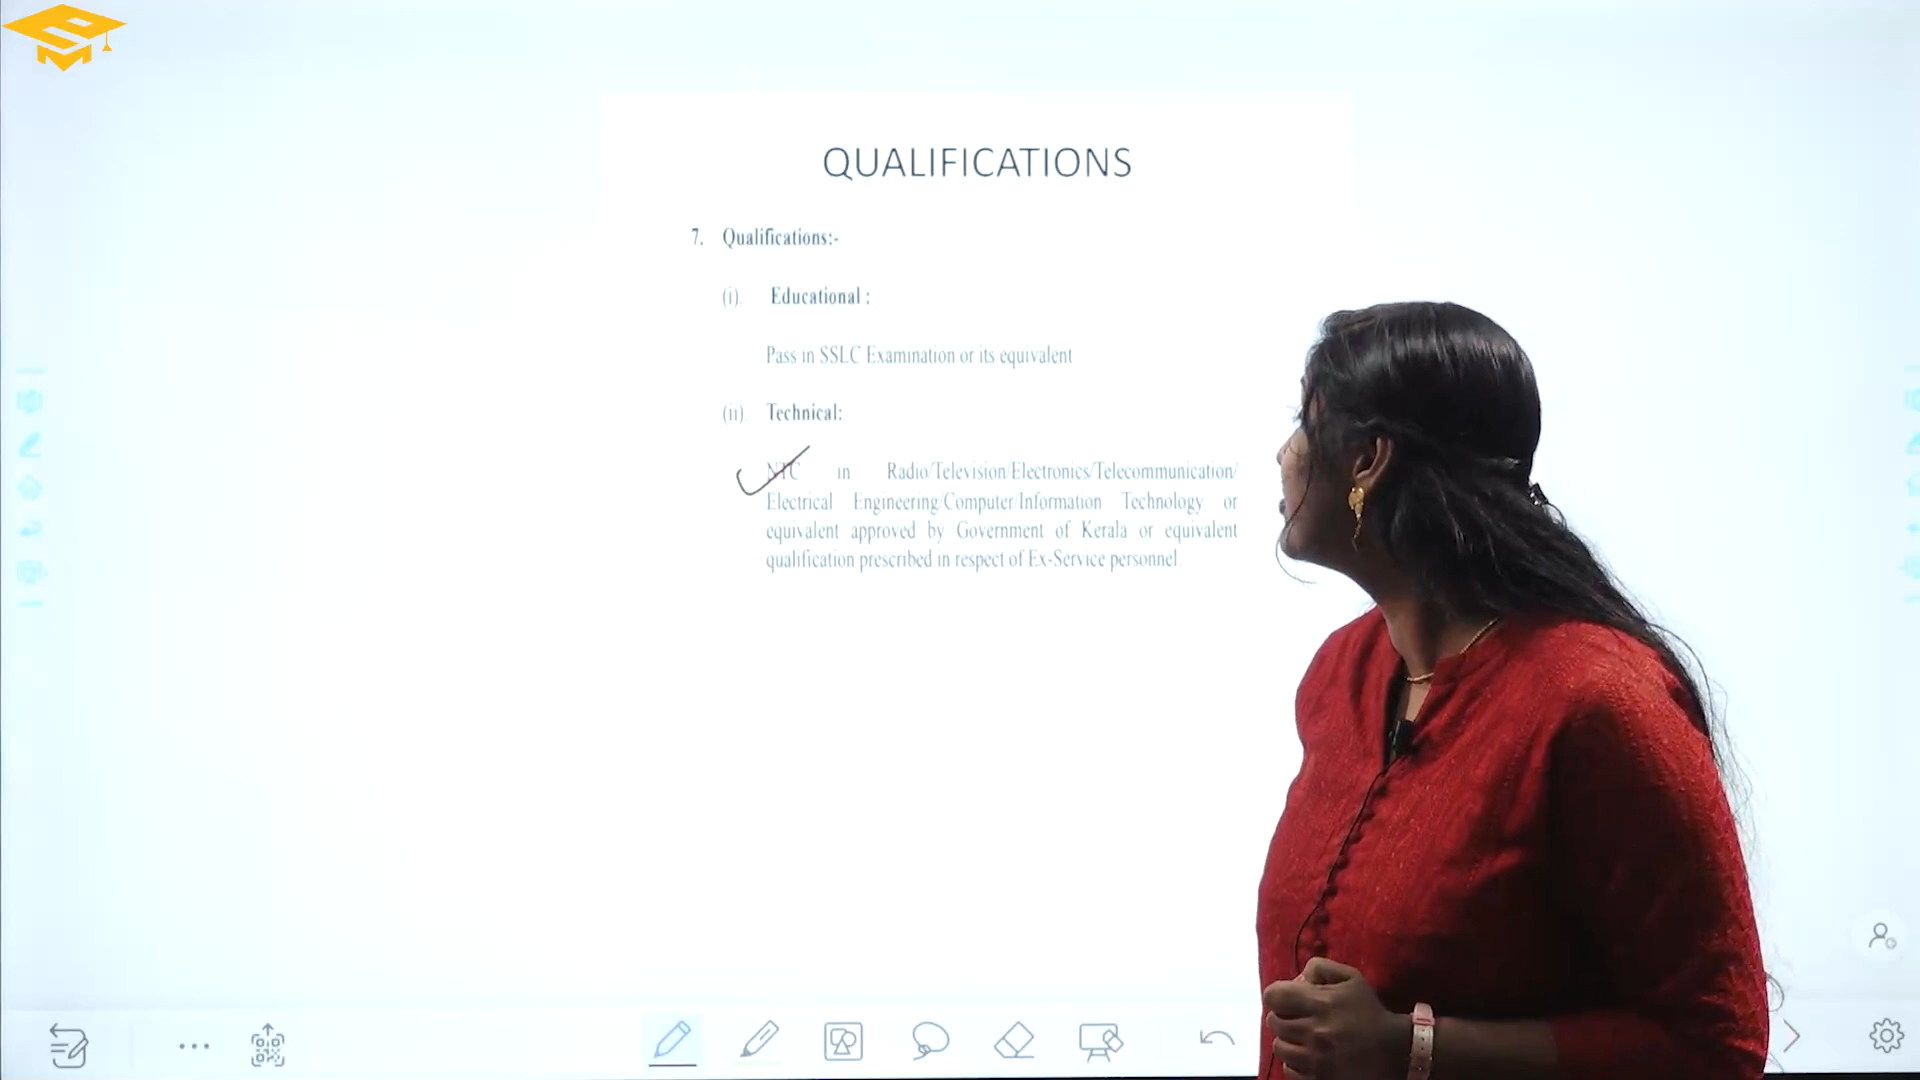 QUALIFICATIONS
7. Qualifications:-
(i). Educational :
Pass in SSLC Examination or its equivalent
(ii). Technical:
NTC in Radio/Television/Electronics/Telecommunication/
Electrical Engineering/Computer/Information Technology or
equivalent approved by Government of Kerala or equivalent
qualification prescribed in respect of Ex-Service personnel